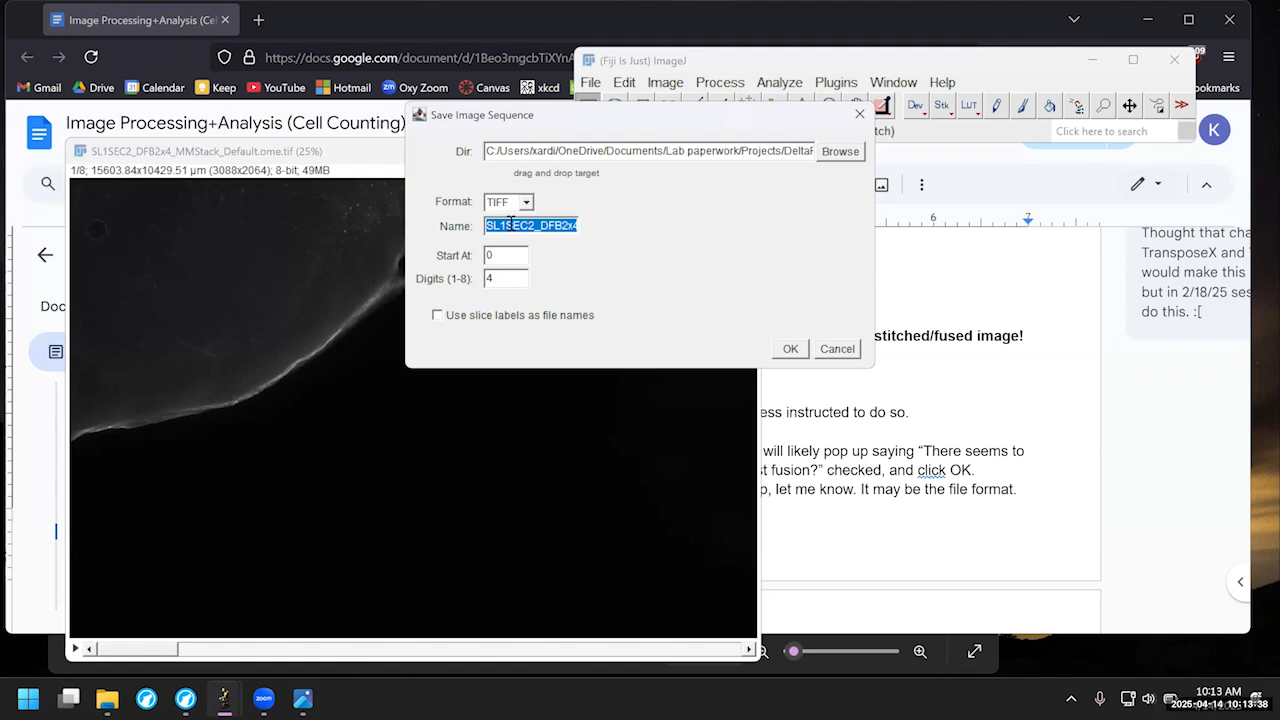 Image Processing+Analysis (Ce
https://docs.google.com/document/d/1Beo3mgcbTiXYnA
09
Gmail
Drive
Calendar
Keep
YouTube
Hotmail
Oxy Zoom
Canvas
xkcd
ookmarks
(Fiji Is Just) ImageJ
File Edit Image Process Analyze Plugins Window Help
Dev Stk LUT
tch)
Click here to search
K
Image Processing+Analysis (Cell Counting)
SL1SEC2_DFB2x4_MMStack_Default.ome.tif (25%)
1/8; 15603.84x10429.51 µm (3088x2064); 8-bit; 49MB
Save Image Sequence
Dir: C:/Users/xardi/OneDrive/Documents/Lab paperwork/Projects/DeltaF Browse
drag and drop target
Format: TIFF
Name: SL1SEC2_DFB2x4
Start At: 0
Digits (1-8): 4
Use slice labels as file names
OK Cancel
6 7
Do
Thought that cha
TransposeX and Y
would make this
but in 2/18/25 ses
do this. :[
stitched/fused image!
ess instructed to do so.
will likely pop up saying “There seems to
st fusion?” checked, and click OK.
p, let me know. It may be the file format.
10:13 AM
2025-04-14 10:13:38